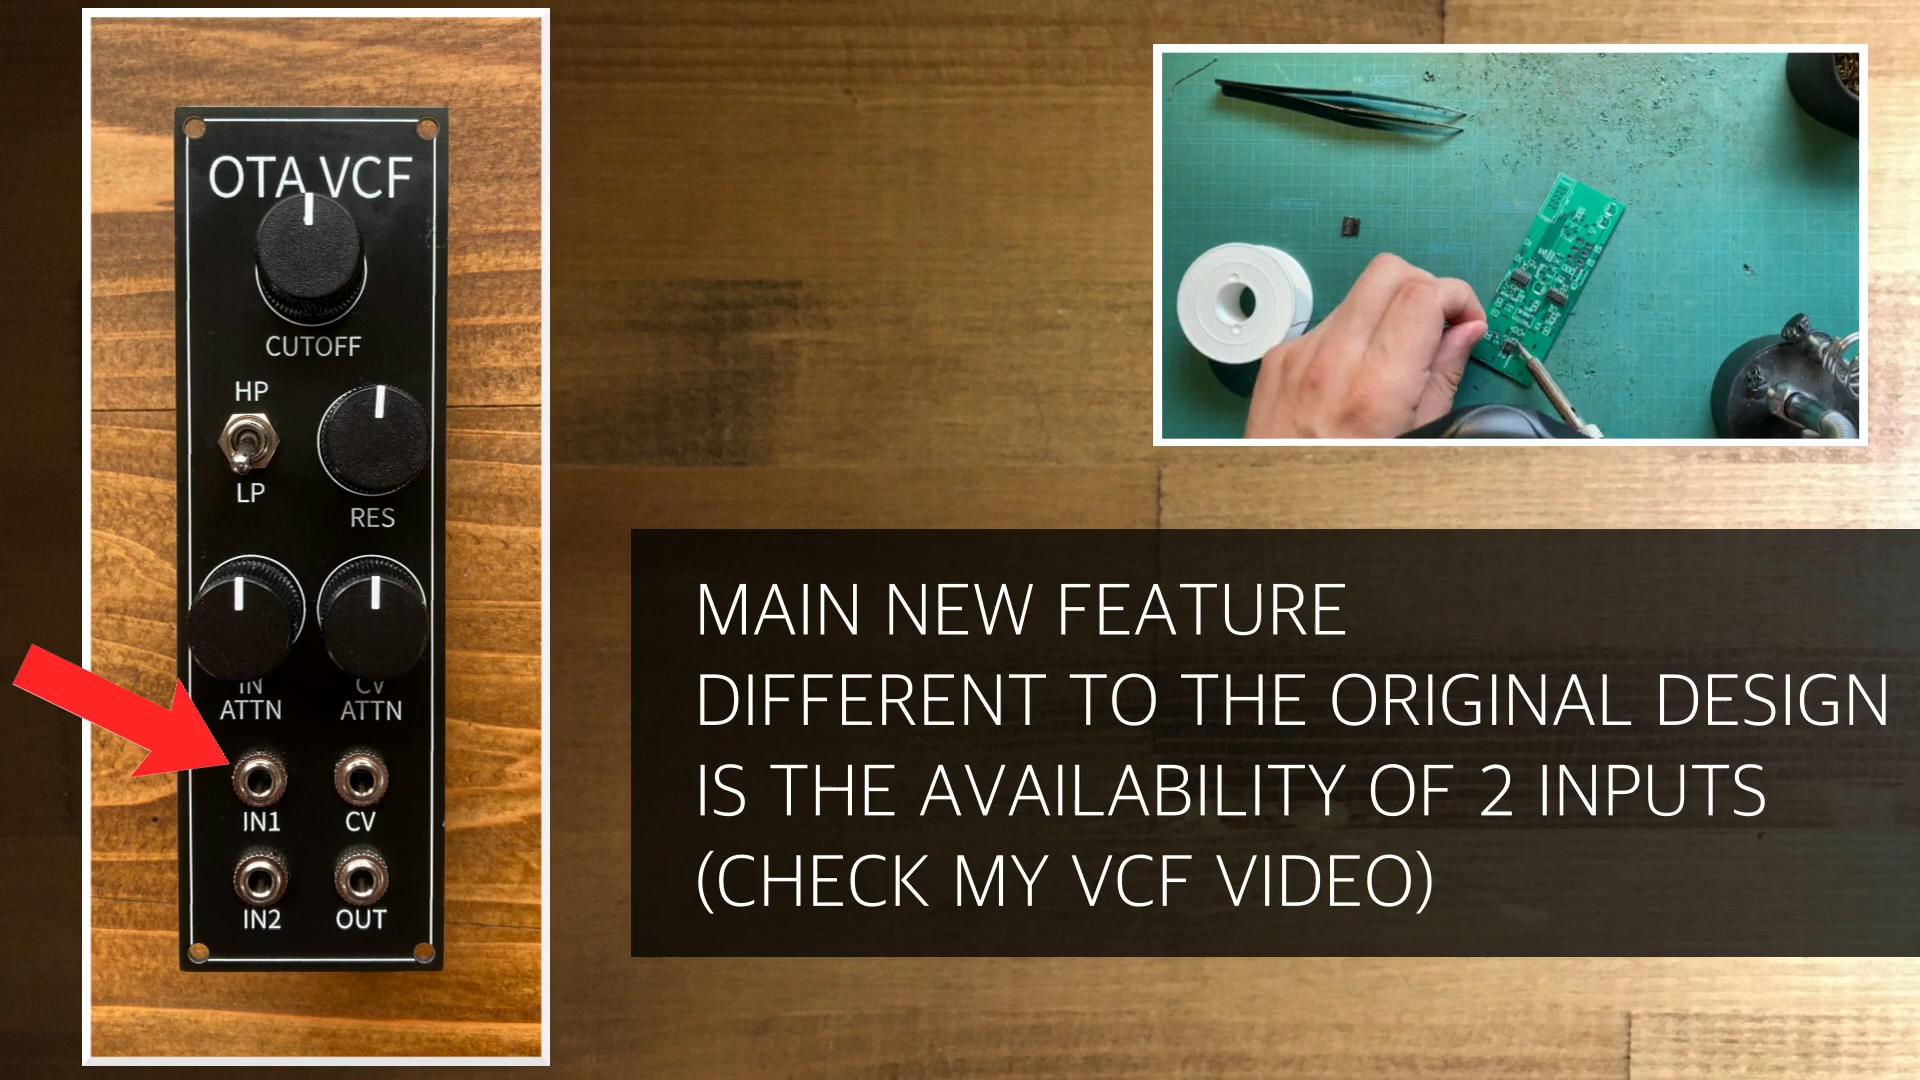 OTA VCF
CUTOFF
HP
LP
RES
IN
ATTN
CV
ATTN
IN1
CV
IN2
OUT
MAIN NEW FEATURE
DIFFERENT TO THE ORIGINAL DESIGN
IS THE AVAILABILITY OF 2 INPUTS
(CHECK MY VCF VIDEO)